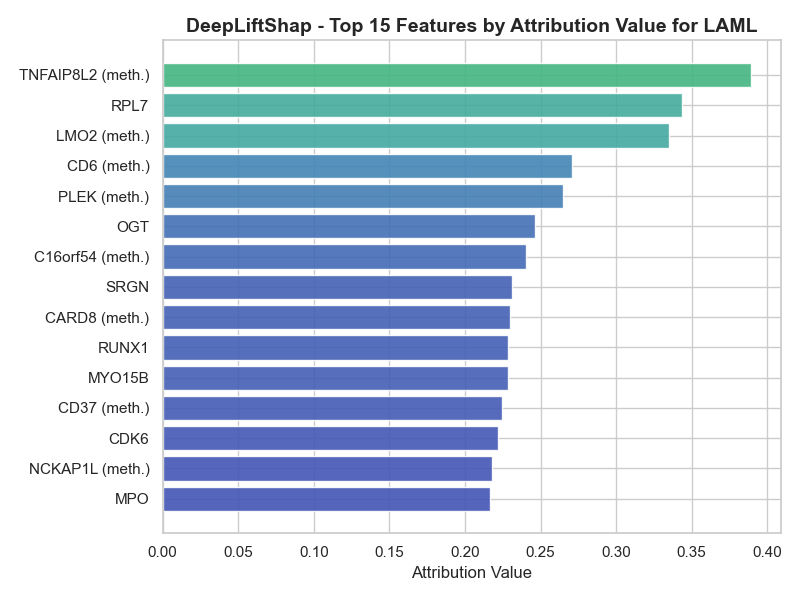 DeepLiftShap - Top 15 Features by Attribution Value for LAML
TNFAIP8L2 (meth.)
RPL7
LMO2 (meth.)
CD6 (meth.)
PLEK (meth.)
OGT
C16orf54 (meth.)
SRGN
CARD8 (meth.)
RUNX1
MYO15B
CD37 (meth.)
CDK6
NCKAP1L (meth.)
MPO
0.00 0.05 0.10 0.15 0.20 0.25 0.30 0.35 0.40
Attribution Value